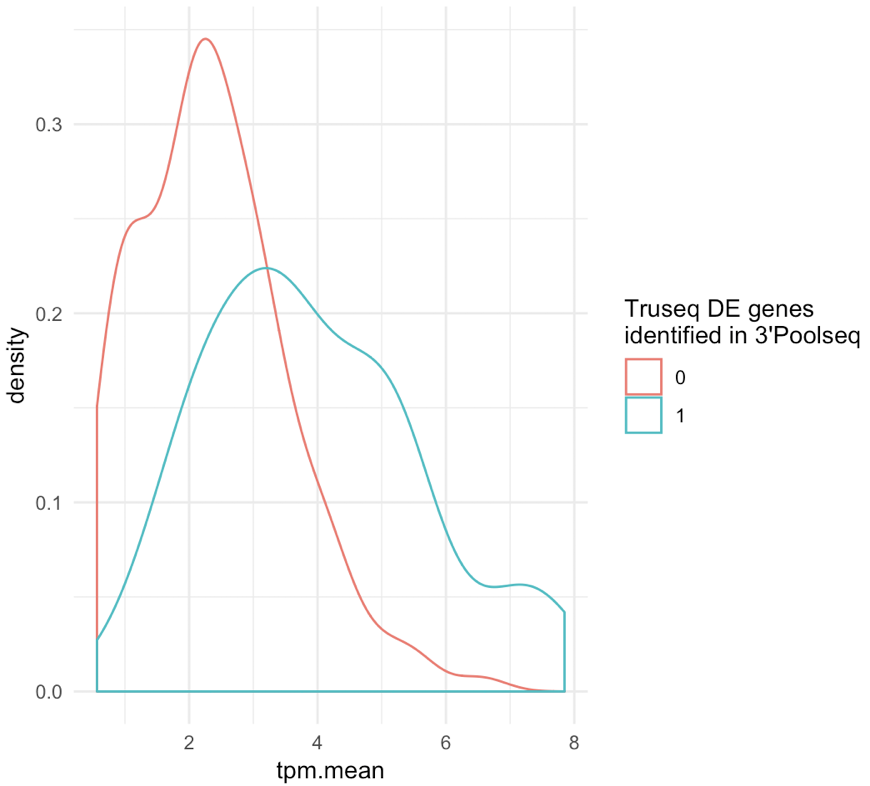 0.3
0.2
0.1
0.0
density
2 4 6 8
tpm.mean
Truseq DE genes
identified in 3'Poolseq
0
1